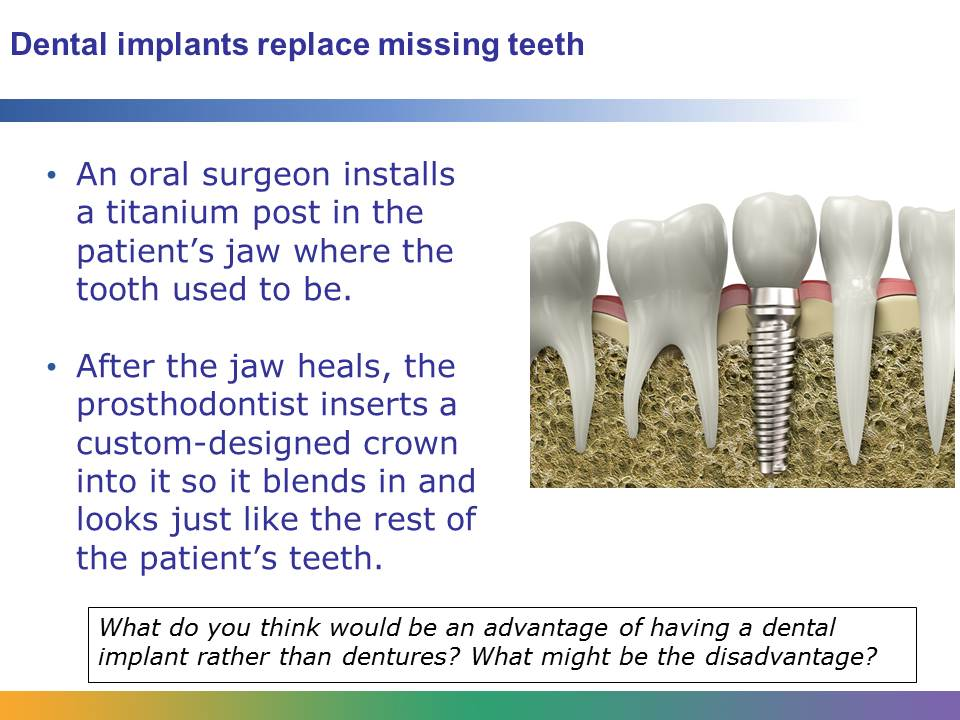 Dental implants replace missing teeth
• An oral surgeon installs
a titanium post in the
patient’s jaw where the
tooth used to be.
• After the jaw heals, the
prosthodontist inserts a
custom-designed crown
into it so it blends in and
looks just like the rest of
the patient’s teeth.
What do you think would be an advantage of having a dental
implant rather than dentures? What might be the disadvantage?